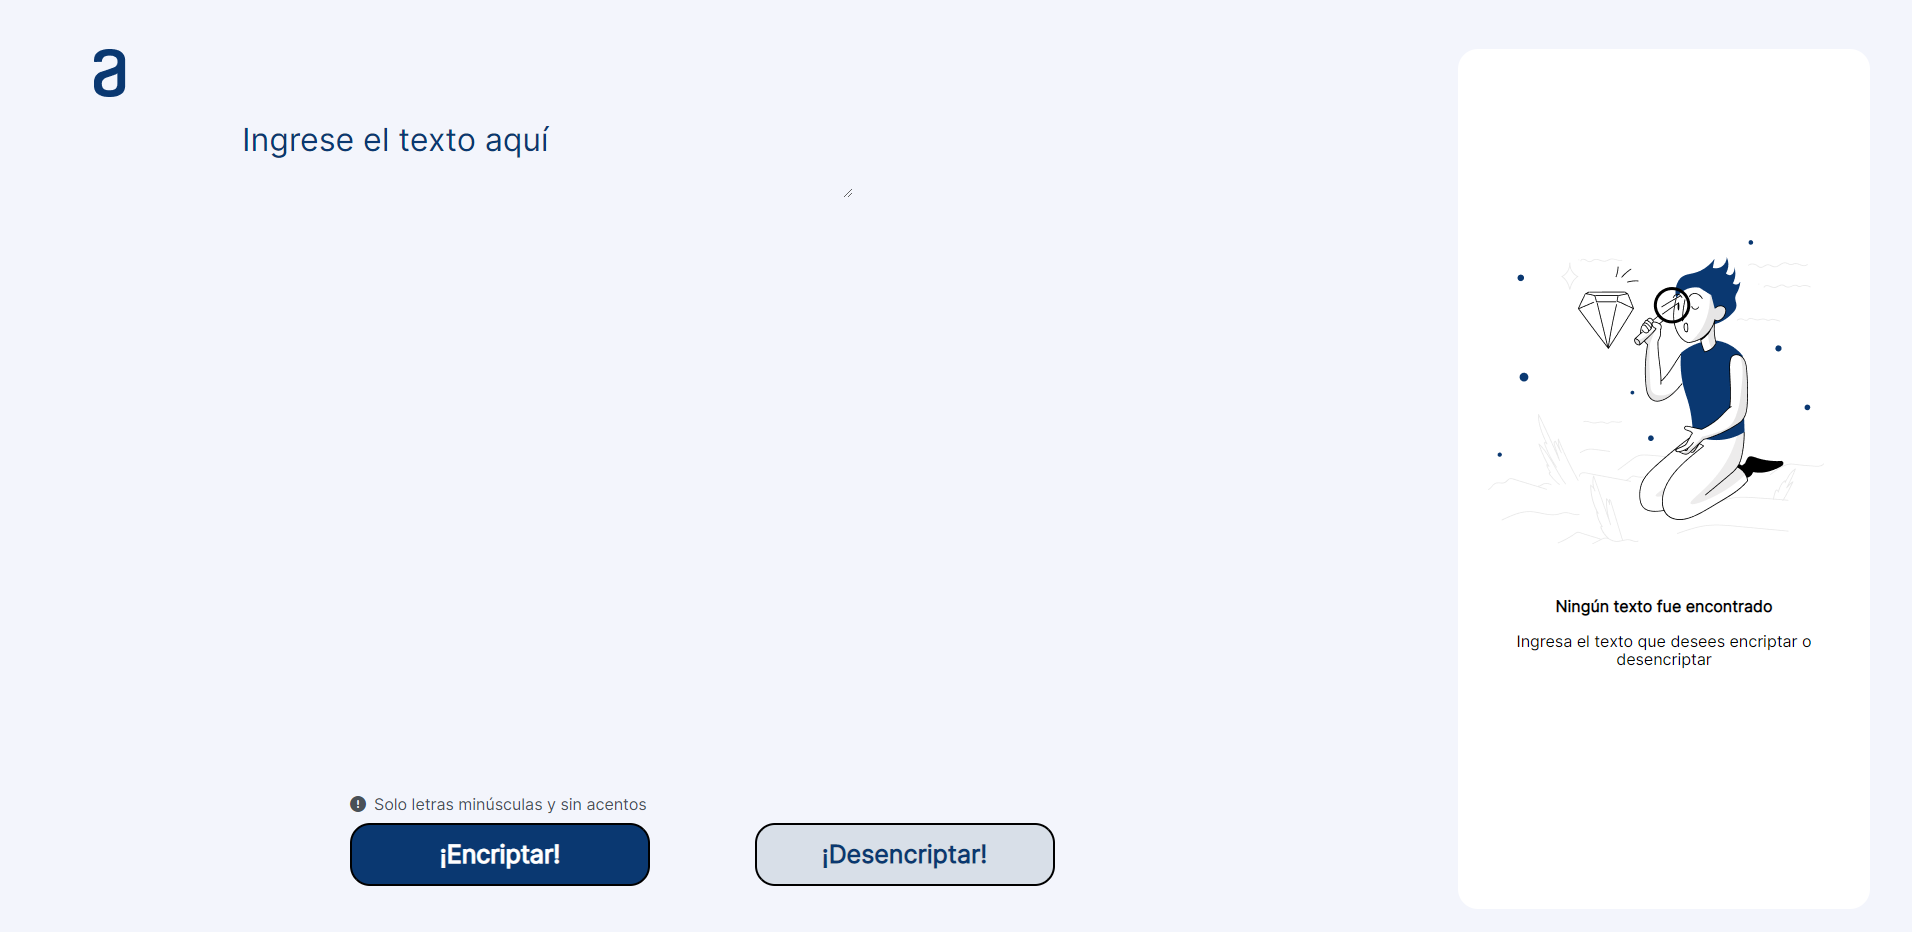 a
Ingrese el texto aquí
Ningún texto fue encontrado
Ingresa el texto que desees encriptar o
desencriptar
Solo letras minúsculas y sin acentos
¡Encriptar!
¡Desencriptar!